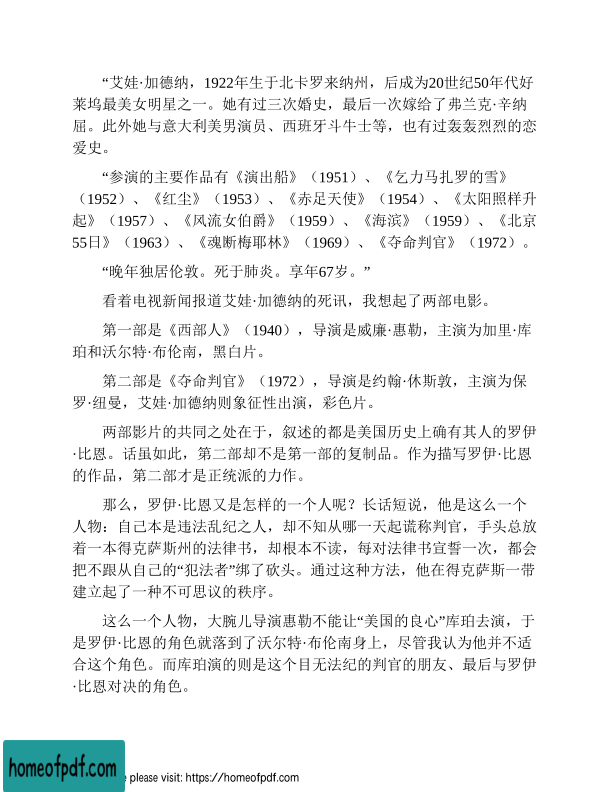 “艾娃·加德纳，1922年生于北卡罗来纳州，后成为20世纪50年代好
莱坞最美女明星之一。她有过三次婚史，最后一次嫁给了弗兰克·辛纳
屈。此外她与意大利美男演员、西班牙斗牛士等，也有过轰轰烈烈的恋
爱史。
“参演的主要作品有《演出船》（1951）、《乞力马扎罗的雪》
（1952）、《红尘》（1953）、《赤足天使》（1954）、《太阳照样升
起》（1957）、《风流女伯爵》（1959）、《海滨》（1959）、《北京
55日》（1963）、《魂断梅耶林》（1969）、《夺命判官》（1972）。
“晚年独居伦敦。死于肺炎。享年67岁。”
看着电视新闻报道艾娃·加德纳的死讯，我想起了两部电影。
第一部是《西部人》（1940），导演是威廉·惠勒，主演为加里·库
珀和沃尔特·布伦南，黑白片。
第二部是《夺命判官》（1972），导演是约翰·休斯敦，主演为保
罗·纽曼，艾娃·加德纳则象征性出演，彩色片。
两部影片的共同之处在于，叙述的都是美国历史上确有其人的罗伊
·比恩。话虽如此，第二部却不是第一部的复制品。作为描写罗伊·比恩
的作品，第二部才是正统派的力作。
那么，罗伊·比恩又是怎样的一个人呢？长话短说，他是这么一个
人物：自己本是违法乱纪之人，却不知从哪一天起谎称判官，手头总放
着一本得克萨斯州的法律书，却根本不读，每对法律书宣誓一次，都会
把不跟从自己的“犯法者”绑了砍头。通过这种方法，他在得克萨斯一带
建立起了一种不可思议的秩序。
这么一个人物，大腕儿导演惠勒不能让“美国的良心”库珀去演，于
是罗伊·比恩的角色就落到了沃尔特·布伦南身上，尽管我认为他并不适
合这个角色。而库珀演的则是这个目无法纪的判官的朋友、最后与罗伊
·比恩对决的角色。
homeofpdf.com
e please visit: https://homeofpdf.com